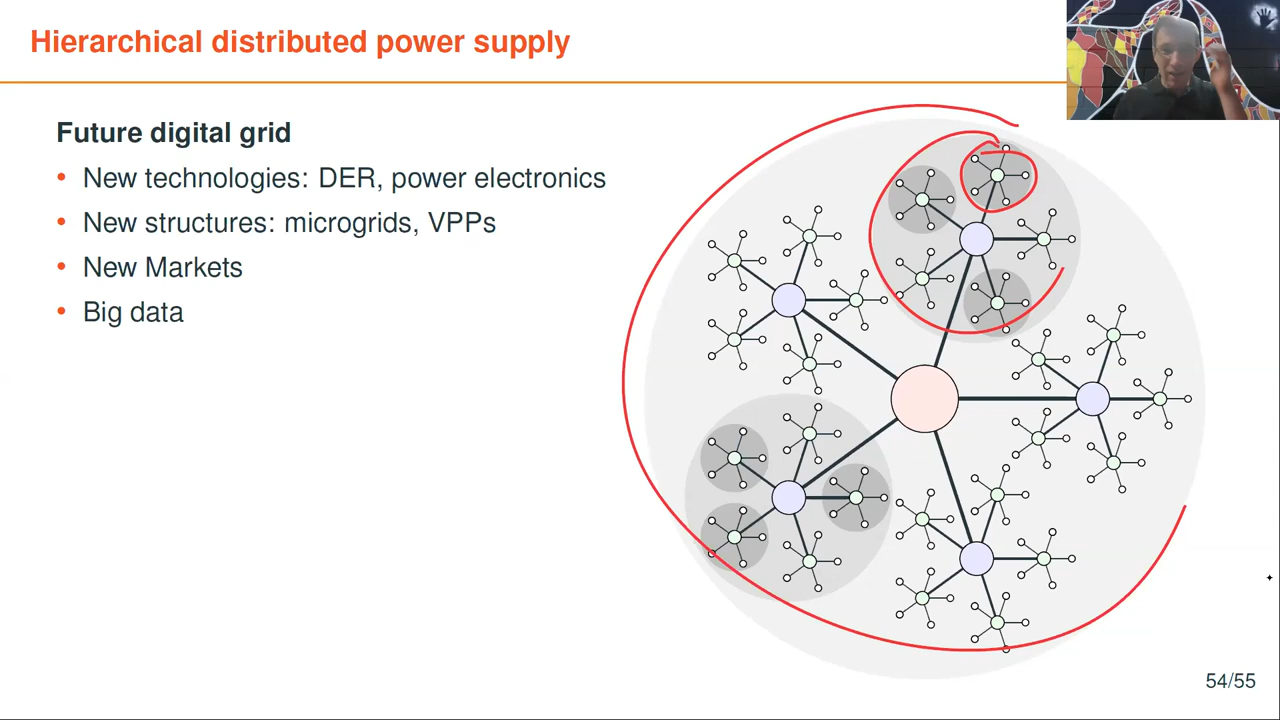 Hierarchical distributed power supply
Future digital grid
• New technologies: DER, power electronics
• New structures: microgrids, VPPs
• New Markets
• Big data
54/55